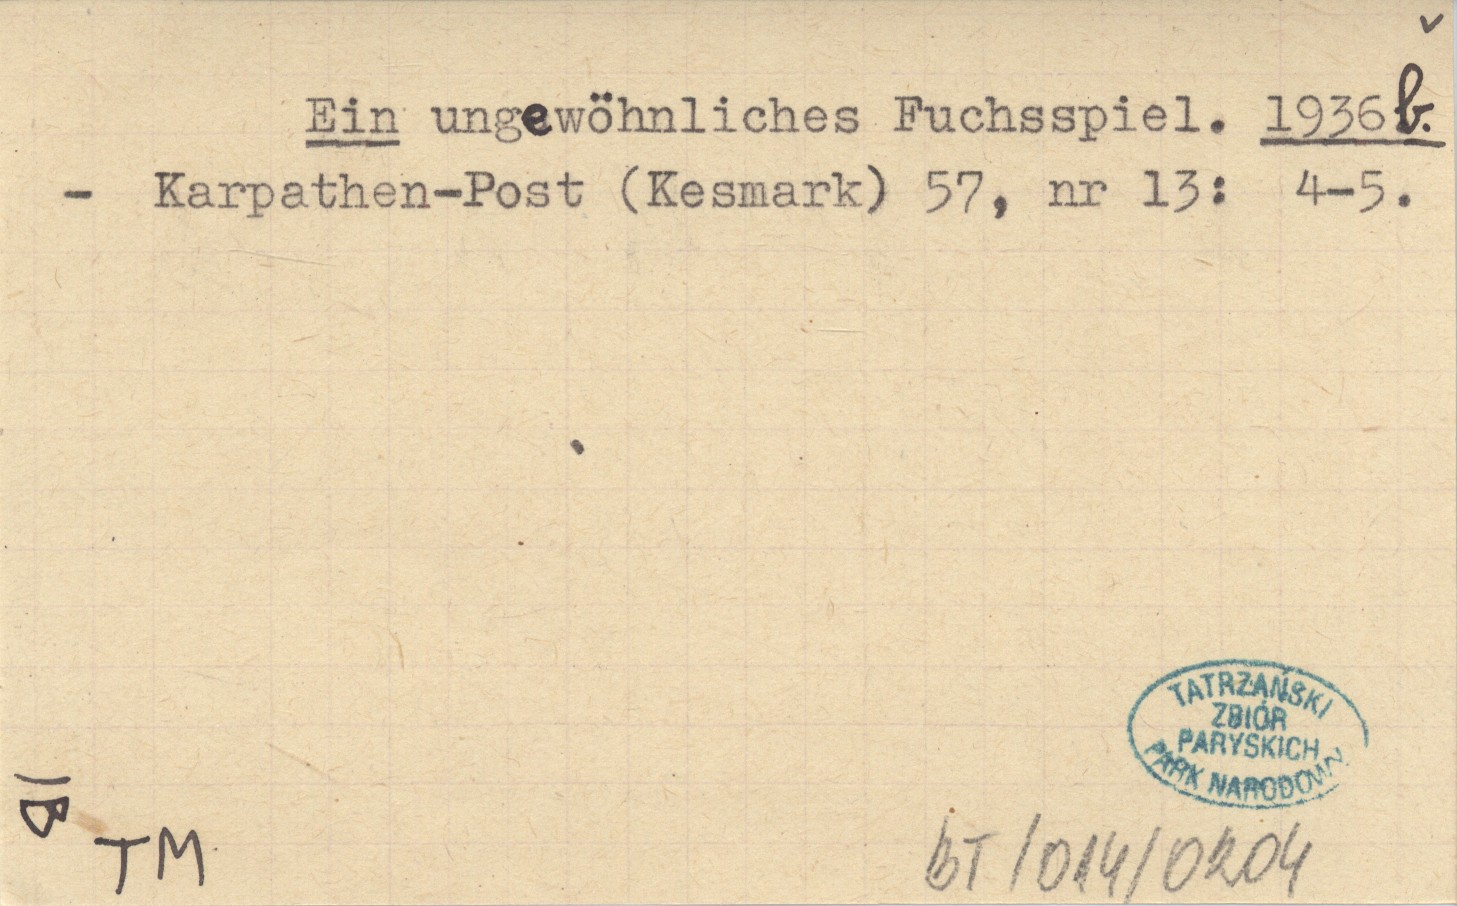 Ein ungewöhnliches Fuchsspiel. 1936b.
- Karpathen-Post (Kesmark) 57, nr 13: 4-5.
TATRZAŃSKI
ZBIÓR
PARYSKICH
PARK NARODOWY
TM
BT/014/0204